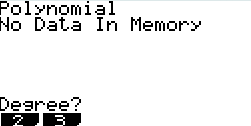 Polynomial
No Data In Memory
Degree?
2 3